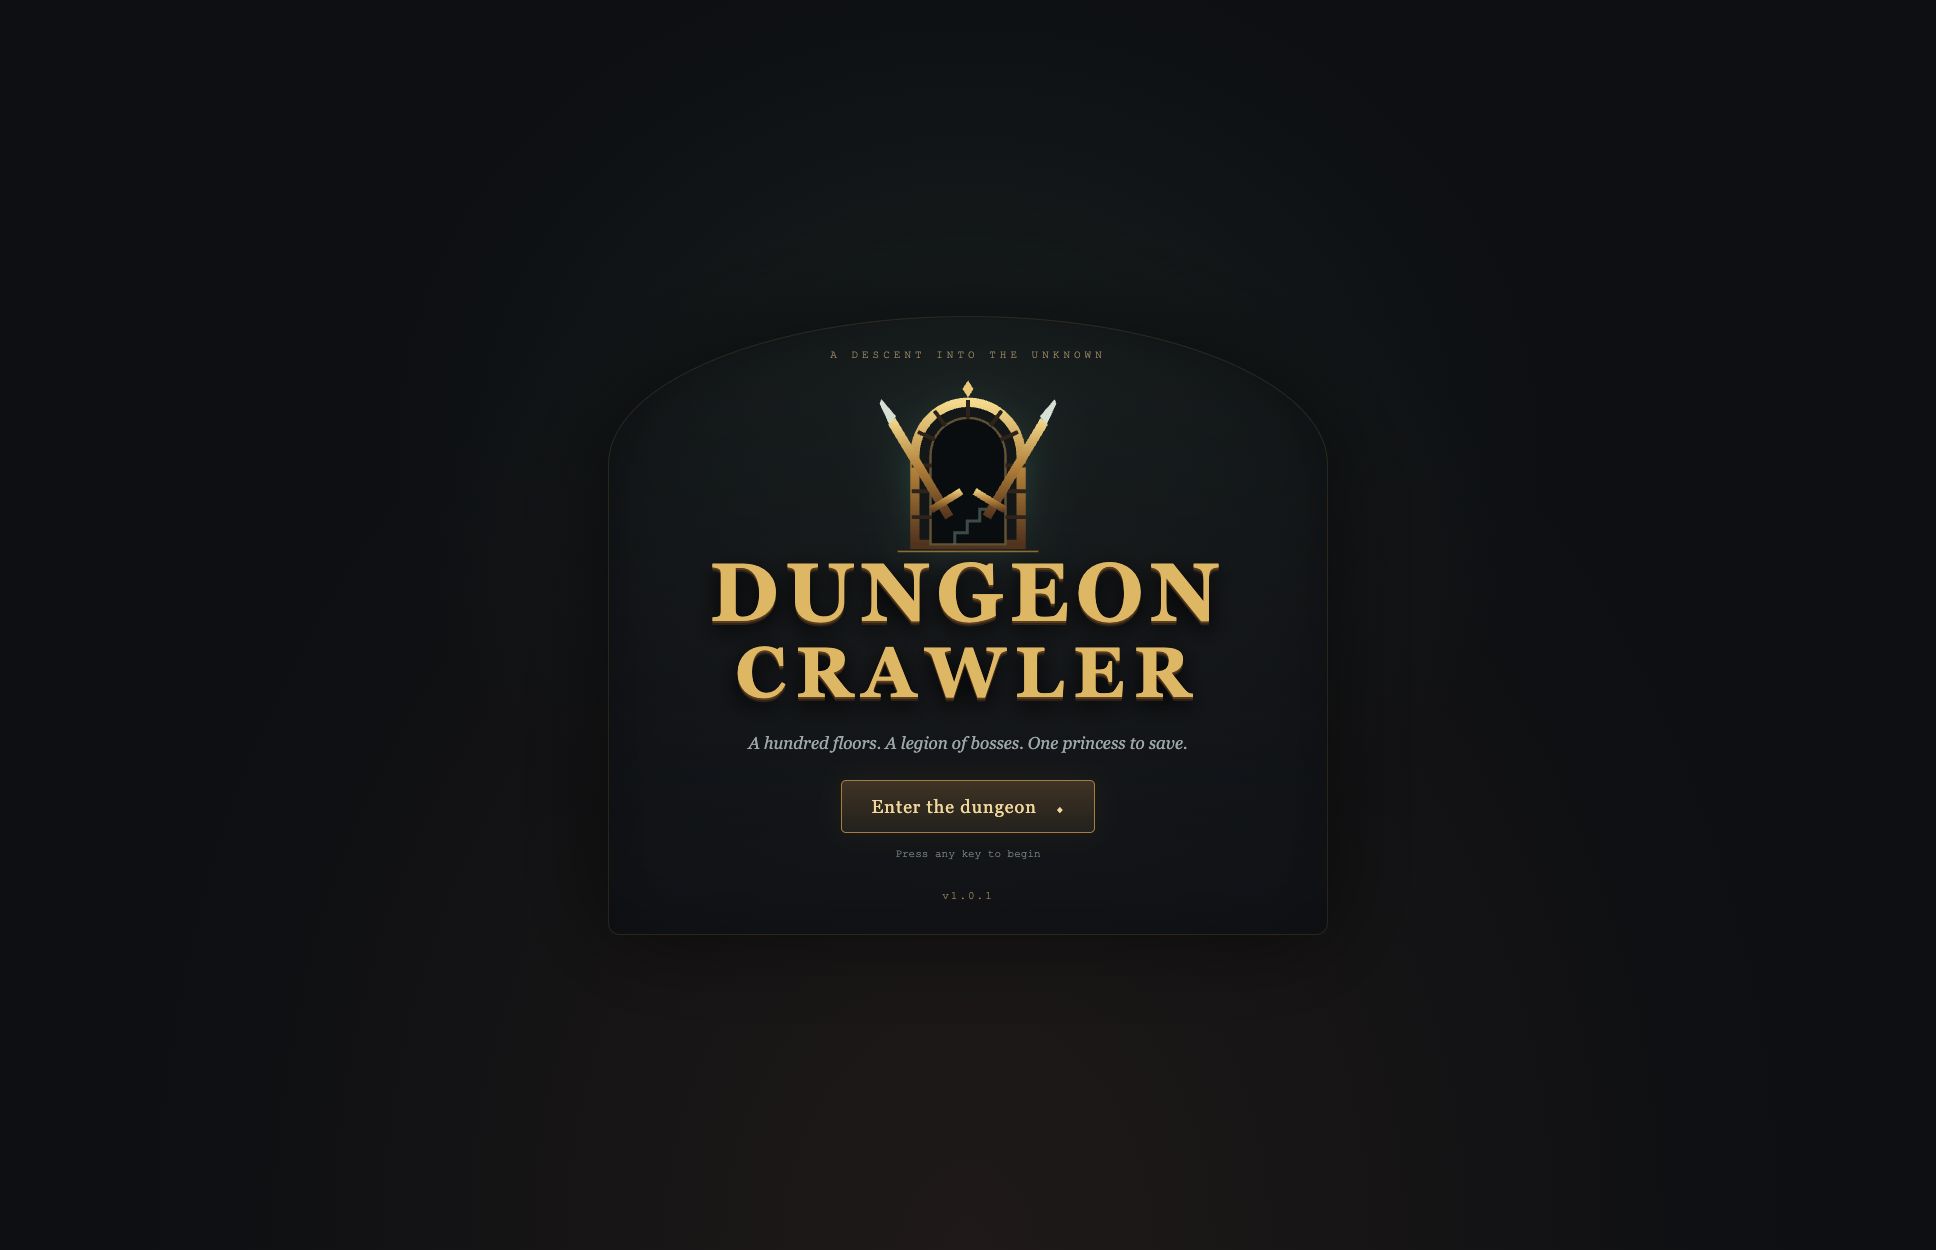 A DESCENT INTO THE UNKNOWN
DUNGEON
CRAWLER
A hundred floors. A legion of bosses. One princess to save.
Enter the dungeon
Press any key to begin
v1.0.1